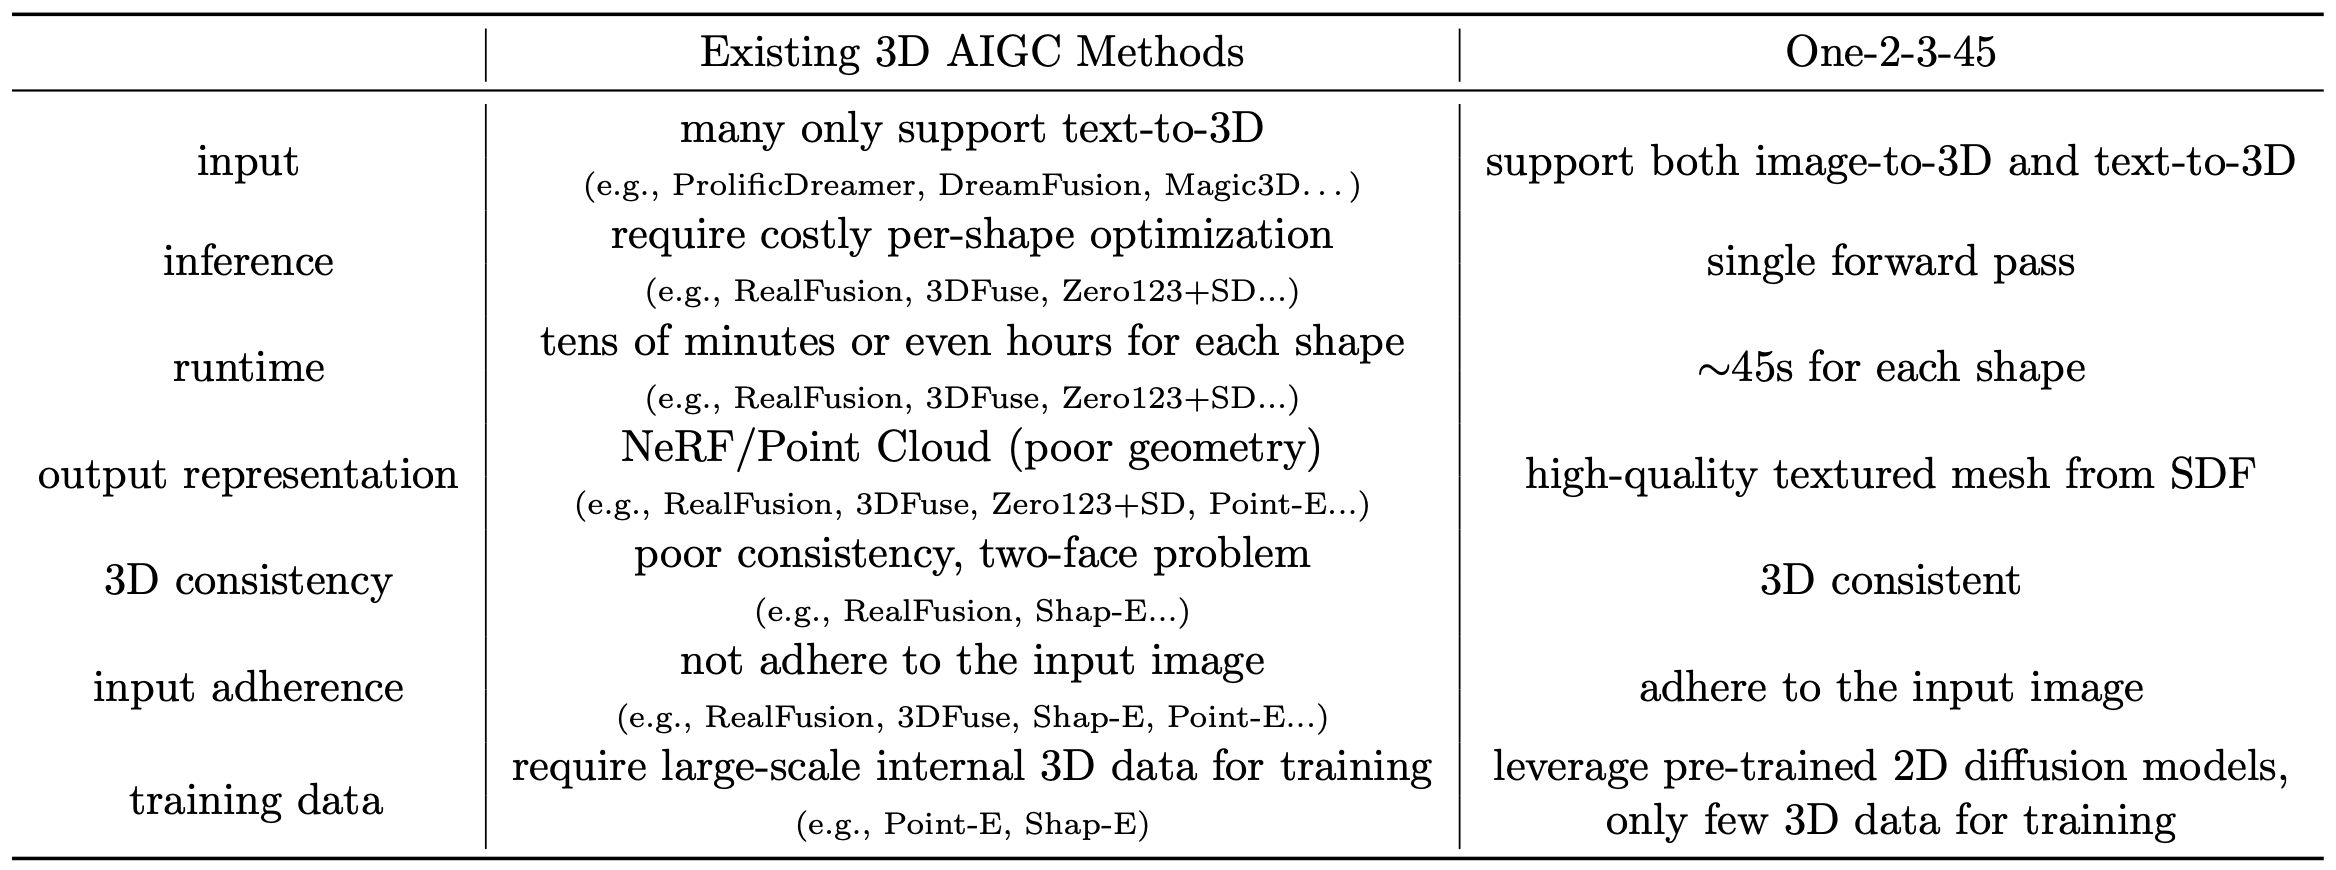 Existing 3D AIGC Methods One-2-3-45
input many only support text-to-3D support both image-to-3D and text-to-3D
(e.g., ProlificDreamer, DreamFusion, Magic3D...)
inference require costly per-shape optimization single forward pass
(e.g., RealFusion, 3DFuse, Zero123+SD...)
runtime tens of minutes or even hours for each shape ~45s for each shape
(e.g., RealFusion, 3DFuse, Zero123+SD...)
output representation NeRF/Point Cloud (poor geometry) high-quality textured mesh from SDF
(e.g., RealFusion, 3DFuse, Zero123+SD, Point-E...)
3D consistency poor consistency, two-face problem 3D consistent
(e.g., RealFusion, Shap-E...)
input adherence not adhere to the input image adhere to the input image
(e.g., RealFusion, 3DFuse, Shap-E, Point-E...)
training data require large-scale internal 3D data for training leverage pre-trained 2D diffusion models,
(e.g., Point-E, Shap-E) only few 3D data for training